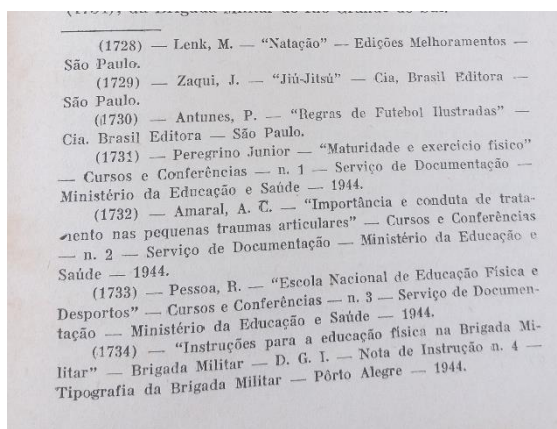 (1728) — Lenk, M. — "Natação" — Edições Melhoramentos —
São Paulo.
(1729) — Zaqui, J. — "Jiú-Jitsú" — Cia, Brasil Editora —
São Paulo.
(1730) — Antunes, P. — "Regras de Futebol Ilustradas" —
Cia. Brasil Editora — São Paulo.
(1731) — Peregrino Junior — "Maturidade e exercício físico"
— Cursos e Conferências — n. 1 — Serviço de Documentação —
Ministério da Educação e Saúde — 1944.
(1732) — Amaral, A. C. — "Importância e conduta de trata-
mento nas pequenas traumas articulares" — Cursos e Conferências
— n. 2 — Serviço de Documentação — Ministério da Educação e
Saúde — 1944.
(1733) — Pessoa, R. — "Escola Nacional de Educação Física e
Desportos" — Cursos e Conferências — n. 3 — Serviço de Documen-
tação — Ministério da Educação e Saúde — 1944.
(1734) — "Instruções para a educação física na Brigada Mi-
litar" — Brigada Militar — D. G. I. — Nota de Instrução n. 4 —
Tipografia da Brigada Militar — Pôrto Alegre — 1944.